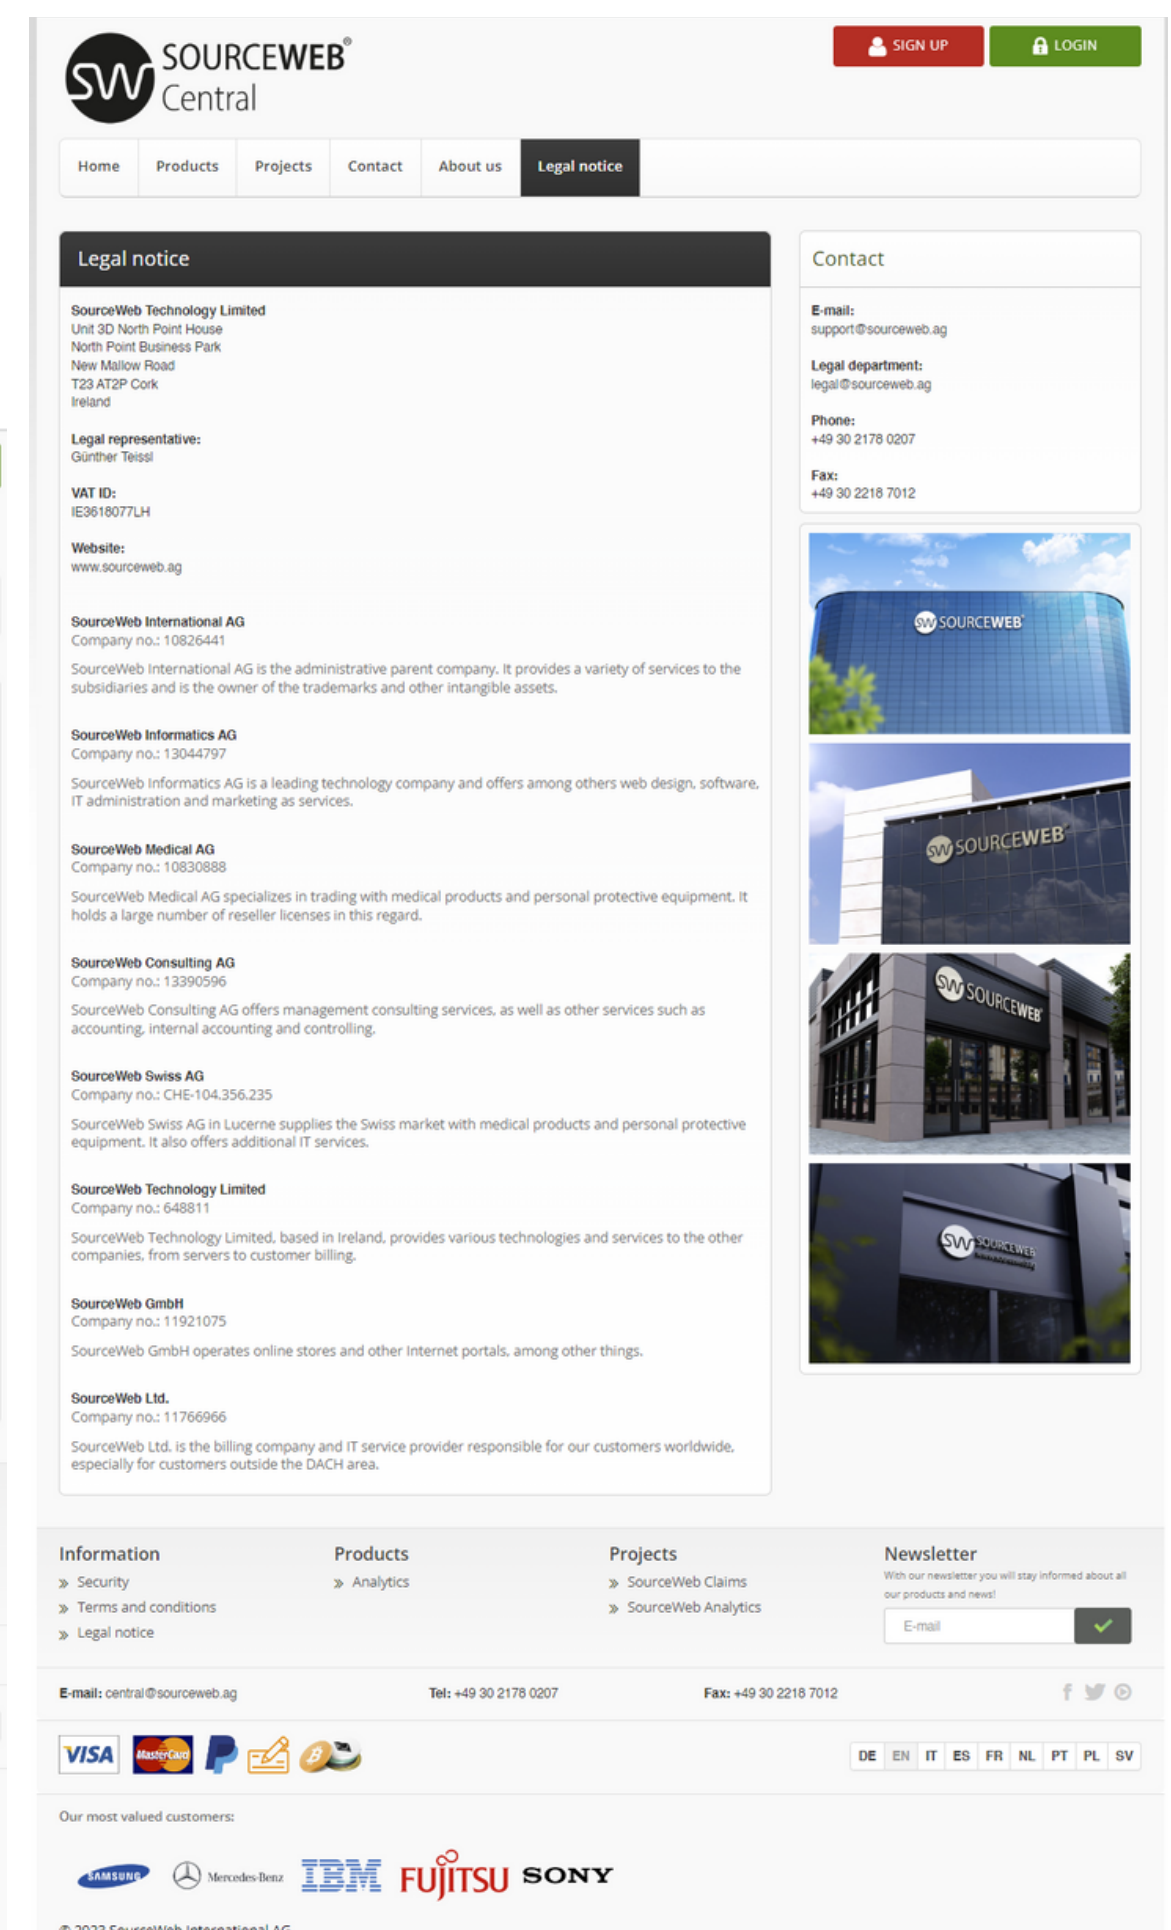 SW SOURCEWEB®
Central
SIGN UP
LOGIN
Home Products Projects Contact About us Legal notice
Legal notice
SourceWeb Technology Limited
Unit 3D North Point House
North Point Business Park
New Mallow Road
T23 AT2P Cork
Ireland
Legal representative:
Günther Teissl
VAT ID:
IE3618077LH
Website:
www.sourceweb.ag
SourceWeb International AG
Company no.: 10826441
SourceWeb International AG is the administrative parent company. It provides a variety of services to the
subsidiaries and is the owner of the trademarks and other intangible assets.
SourceWeb Informatics AG
Company no.: 13044797
SourceWeb Informatics AG is a leading technology company and offers among others web design, software,
IT administration and marketing as services.
SourceWeb Medical AG
Company no.: 10830888
SourceWeb Medical AG specializes in trading with medical products and personal protective equipment. It
holds a large number of reseller licenses in this regard.
SourceWeb Consulting AG
Company no.: 13390596
SourceWeb Consulting AG offers management consulting services, as well as other services such as
accounting, internal accounting and controlling.
SourceWeb Swiss AG
Company no.: CHE-104.356.235
SourceWeb Swiss AG in Lucerne supplies the Swiss market with medical products and personal protective
equipment. It also offers additional IT services.
SourceWeb Technology Limited
Company no.: 648811
SourceWeb Technology Limited, based in Ireland, provides various technologies and services to the other
companies, from servers to customer billing.
SourceWeb GmbH
Company no.: 11921075
SourceWeb GmbH operates online stores and other Internet portals, among other things.
SourceWeb Ltd.
Company no.: 11766966
SourceWeb Ltd. is the billing company and IT service provider responsible for our customers worldwide,
especially for customers outside the DACH area.
Contact
E-mail:
support@sourceweb.ag
Legal department:
legal@sourceweb.ag
Phone:
+49 30 2178 0207
Fax:
+49 30 2218 7012
SW SOURCEWEB®
SW SOURCEWEB®
SW SOURCEWEB®
SW SOURCEWEB
Information
» Security
» Terms and conditions
» Legal notice
Products
» Analytics
Projects
» SourceWeb Claims
» SourceWeb Analytics
Newsletter
With our newsletter you will stay informed about all
our products and news!
E-mail
E-mail: central@sourceweb.ag Tel: +49 30 2178 0207 Fax: +49 30 2218 7012
VISA MasterCard
DE EN IT ES FR NL PT PL SV
Our most valued customers:
SAMSUNG Mercedes-Benz IBM FUJITSU SONY
© 2023 SourceWeb International AG